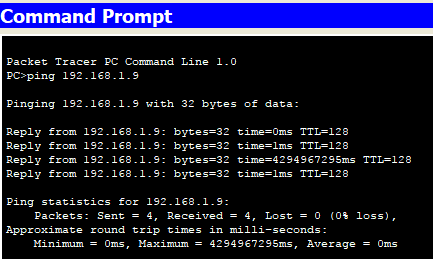 Command Prompt
Packet Tracer PC Command Line 1.0
PC>ping 192.168.1.9
Pinging 192.168.1.9 with 32 bytes of data:
Reply from 192.168.1.9: bytes=32 time=0ms TTL=128
Reply from 192.168.1.9: bytes=32 time=1ms TTL=128
Reply from 192.168.1.9: bytes=32 time=4294967295ms TTL=128
Reply from 192.168.1.9: bytes=32 time=1ms TTL=128
Ping statistics for 192.168.1.9:
Packets: Sent = 4, Received = 4, Lost = 0 (0% loss),
Approximate round trip times in milli-seconds:
Minimum = 0ms, Maximum = 4294967295ms, Average = 0ms